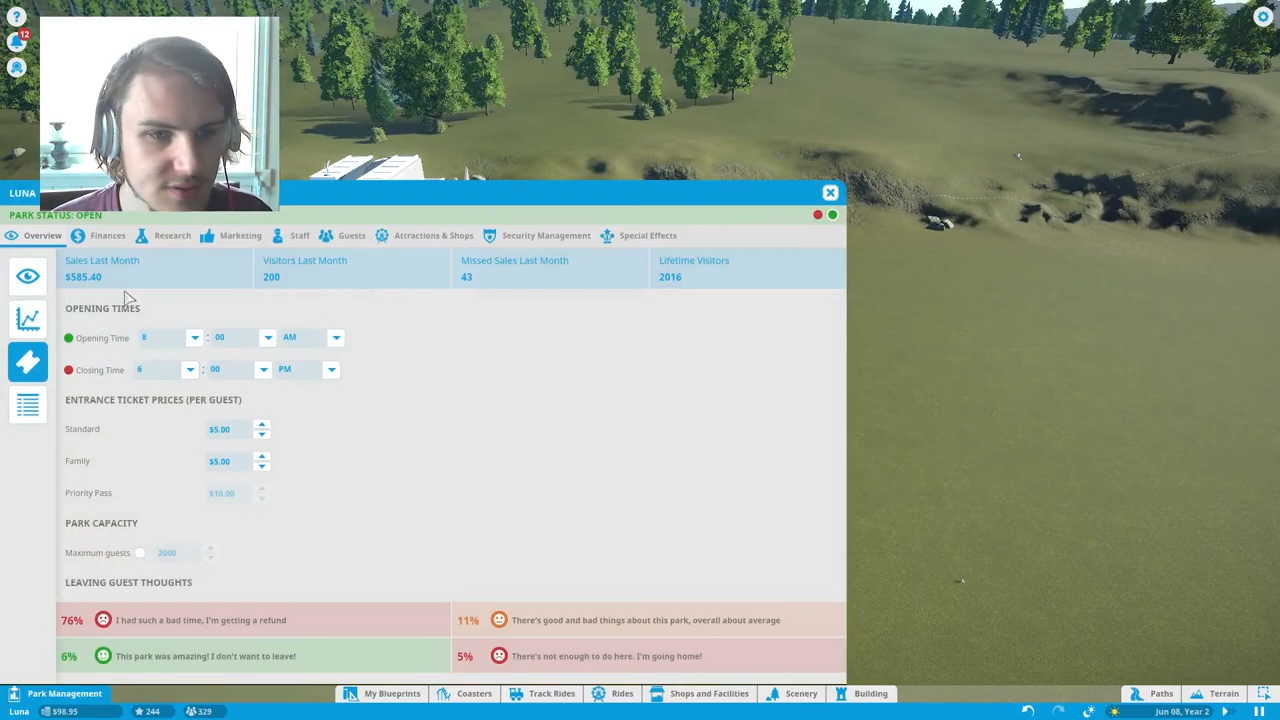 ?
12
LUNA
PARK STATUS: OPEN
Overview Finances Research Marketing Staff Guests Attractions & Shops Security Management Special Effects
Sales Last Month Visitors Last Month Missed Sales Last Month Lifetime Visitors
$585.40 200 43 2016
OPENING TIMES
Opening Time 8 : 00 AM
Closing Time 6 : 00 PM
ENTRANCE TICKET PRICES (PER GUEST)
Standard $5.00
Family $5.00
Priority Pass $10.00
PARK CAPACITY
Maximum guests 2000
LEAVING GUEST THOUGHTS
76% I had such a bad time, I'm getting a refund 11% There's good and bad things about this park, overall about average
6% This park was amazing! I don't want to leave! 5% There's not enough to do here. I'm going home!
Park Management My Blueprints Coasters Track Rides Rides Shops and Facilities Scenery Building Paths Terrain
Luna $98.95 244 329 Jun 08, Year 2